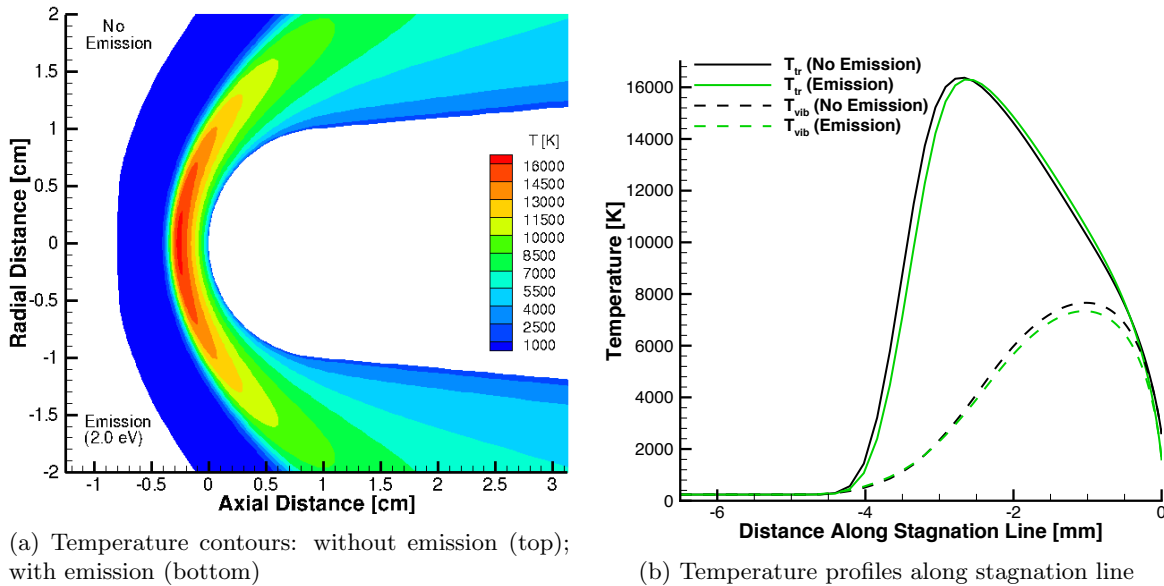 No
Emission
2
1.5
1
0.5
0
-0.5
-1
-1.5
-2
Radial Distance [cm]
T [K]
16000
14500
13000
11500
10000
8500
7000
5500
4000
2500
1000
Emission
(2.0 eV)
-1 -0.5 0 0.5 1 1.5 2 2.5 3
Axial Distance [cm]
(a) Temperature contours: without emission (top);
with emission (bottom)
T_tr (No Emission)
T_tr (Emission)
T_vib (No Emission)
T_vib (Emission)
16000
14000
12000
10000
8000
6000
4000
2000
0
Temperature [K]
-6 -4 -2 0
Distance Along Stagnation Line [mm]
(b) Temperature profiles along stagnation line